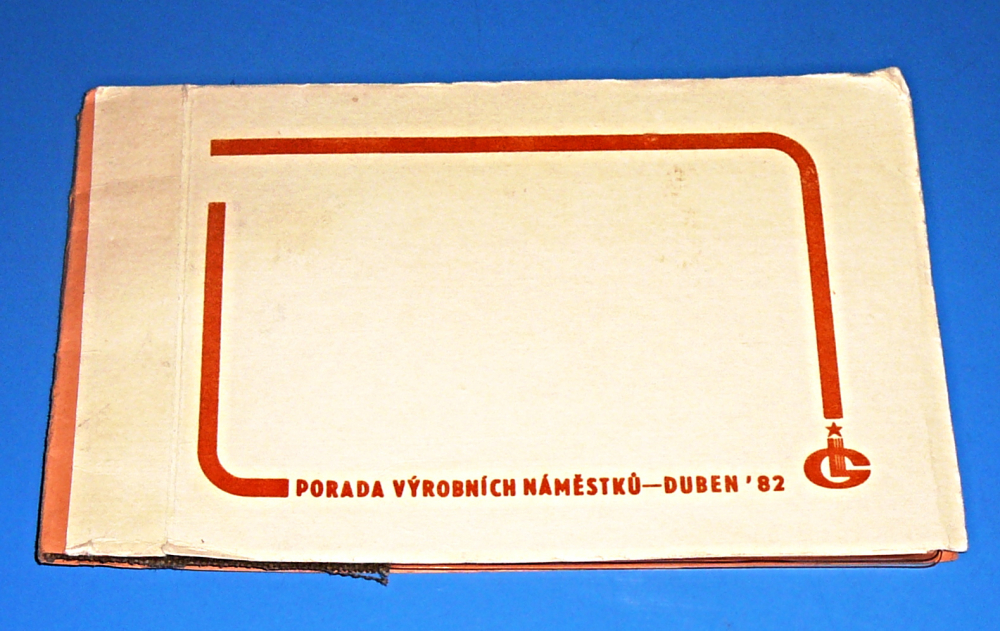 PORADA VÝROBNÍCH NÁMĚSTKŮ—DUBEN '82